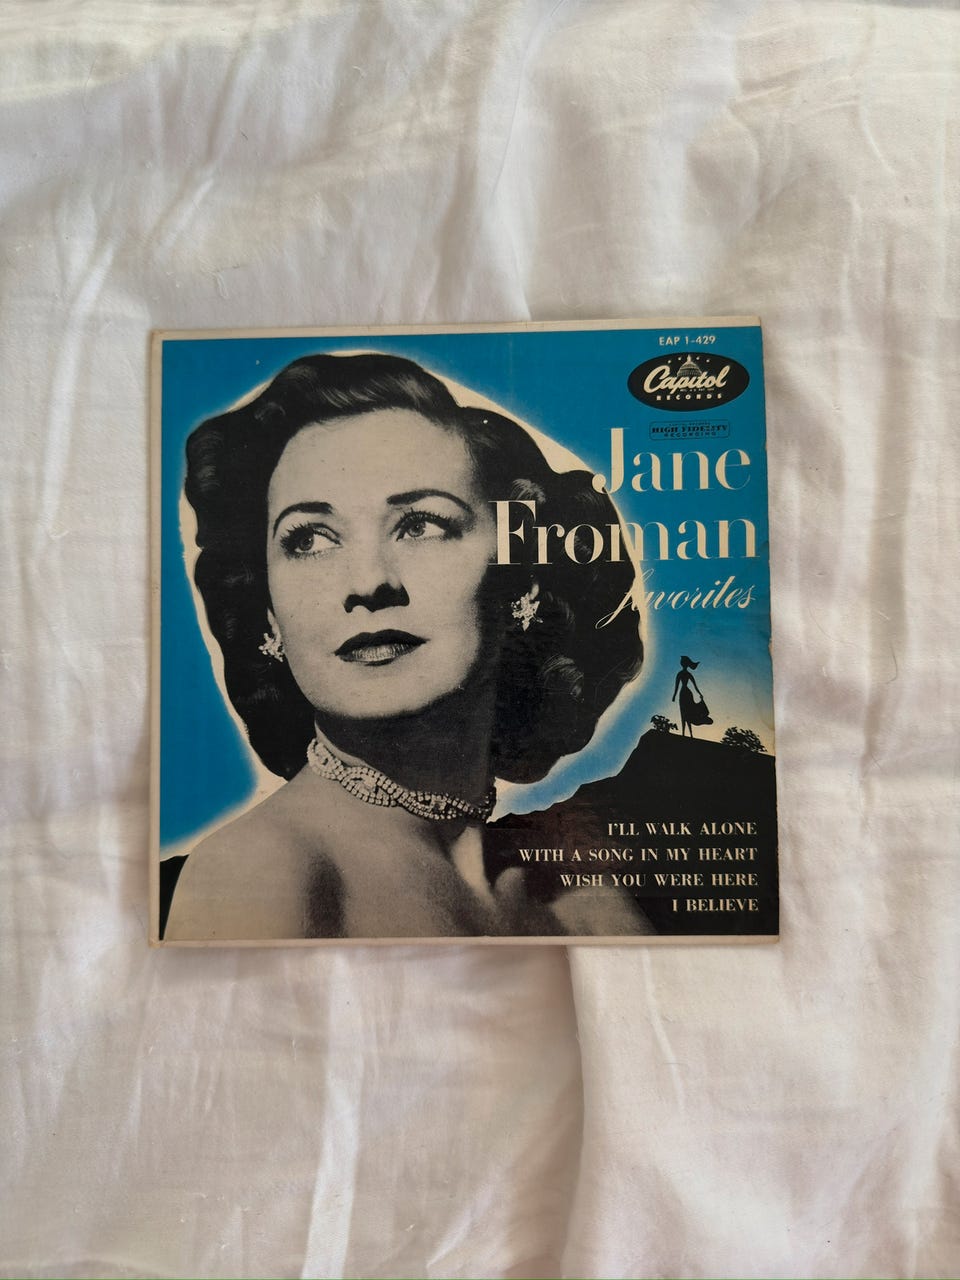 EAP 1-429
Capitol
RECORDS
HIGH FIDELITY
RECORDING
Jane
Froman
favorites
I'LL WALK ALONE
WITH A SONG IN MY HEART
WISH YOU WERE HERE
I BELIEVE